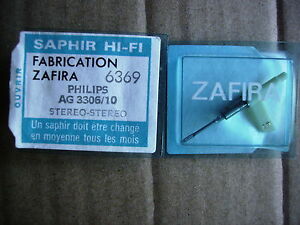 OUVRIR
SAPHIR HI-FI
FABRICATION
ZAFIRA 6369
PHILIPS
AG 3306/10
STEREO-STEREO
Un saphir doit être changé
en moyenne tous les mois
ZAFIRA